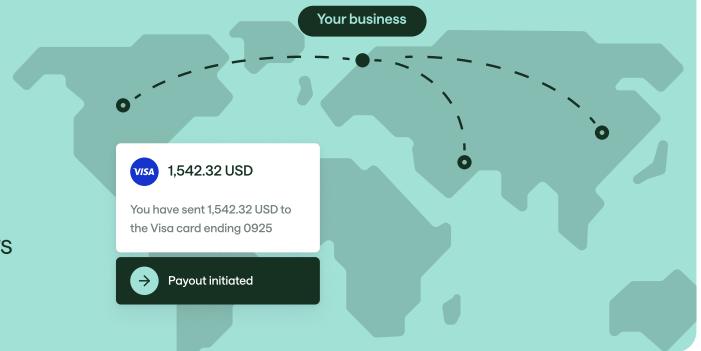 Your business
VISA
1,542.32 USD
You have sent 1,542.32 USD to
the Visa card ending 0925
Payout initiated